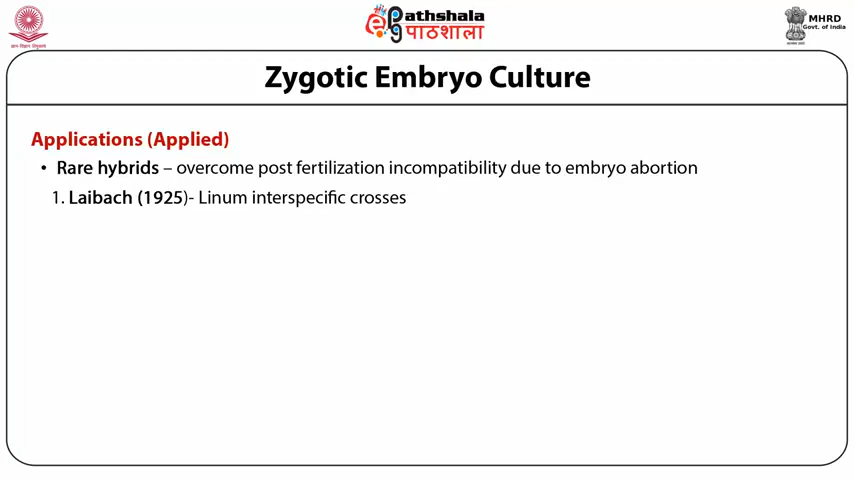 ePathshala
पाठशाला
MHRD
Govt. of India
Zygotic Embryo Culture
Applications (Applied)
• Rare hybrids – overcome post fertilization incompatibility due to embryo abortion
1. Laibach (1925)- Linum interspecific crosses